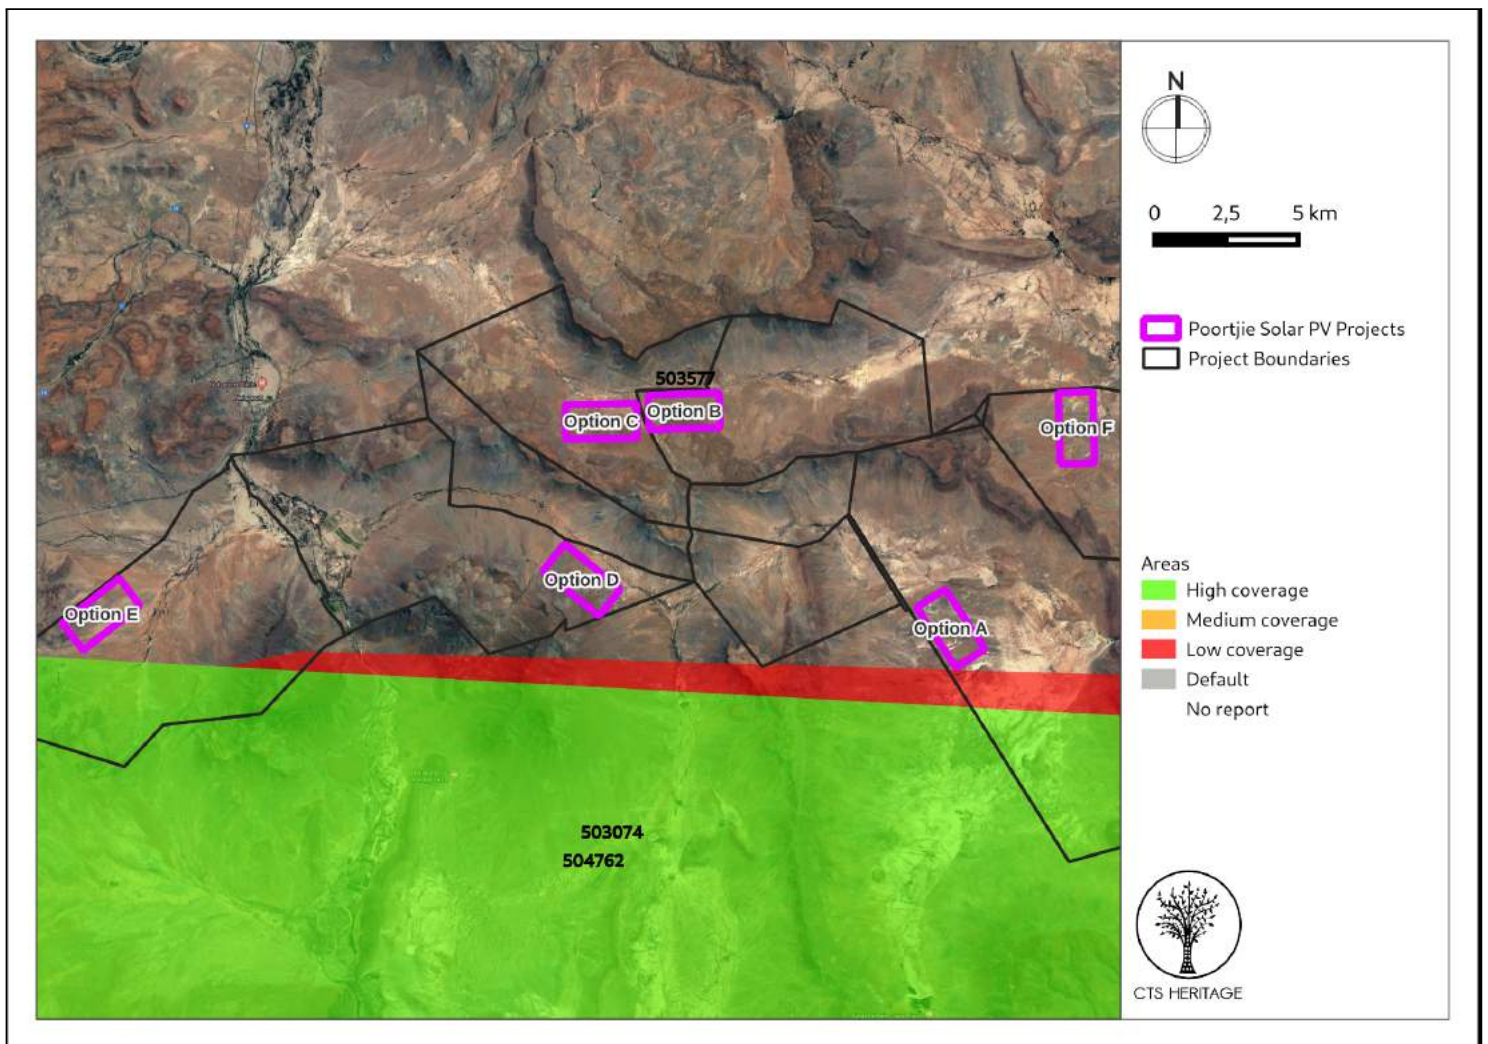 N
0 2,5 5 km
Poortjie Solar PV Projects
Project Boundaries
503577
Option C
Option B
Option F
Option D
Option E
Option A
503074
504762
Areas
High coverage
Medium coverage
Low coverage
Default
No report
CTS HERITAGE